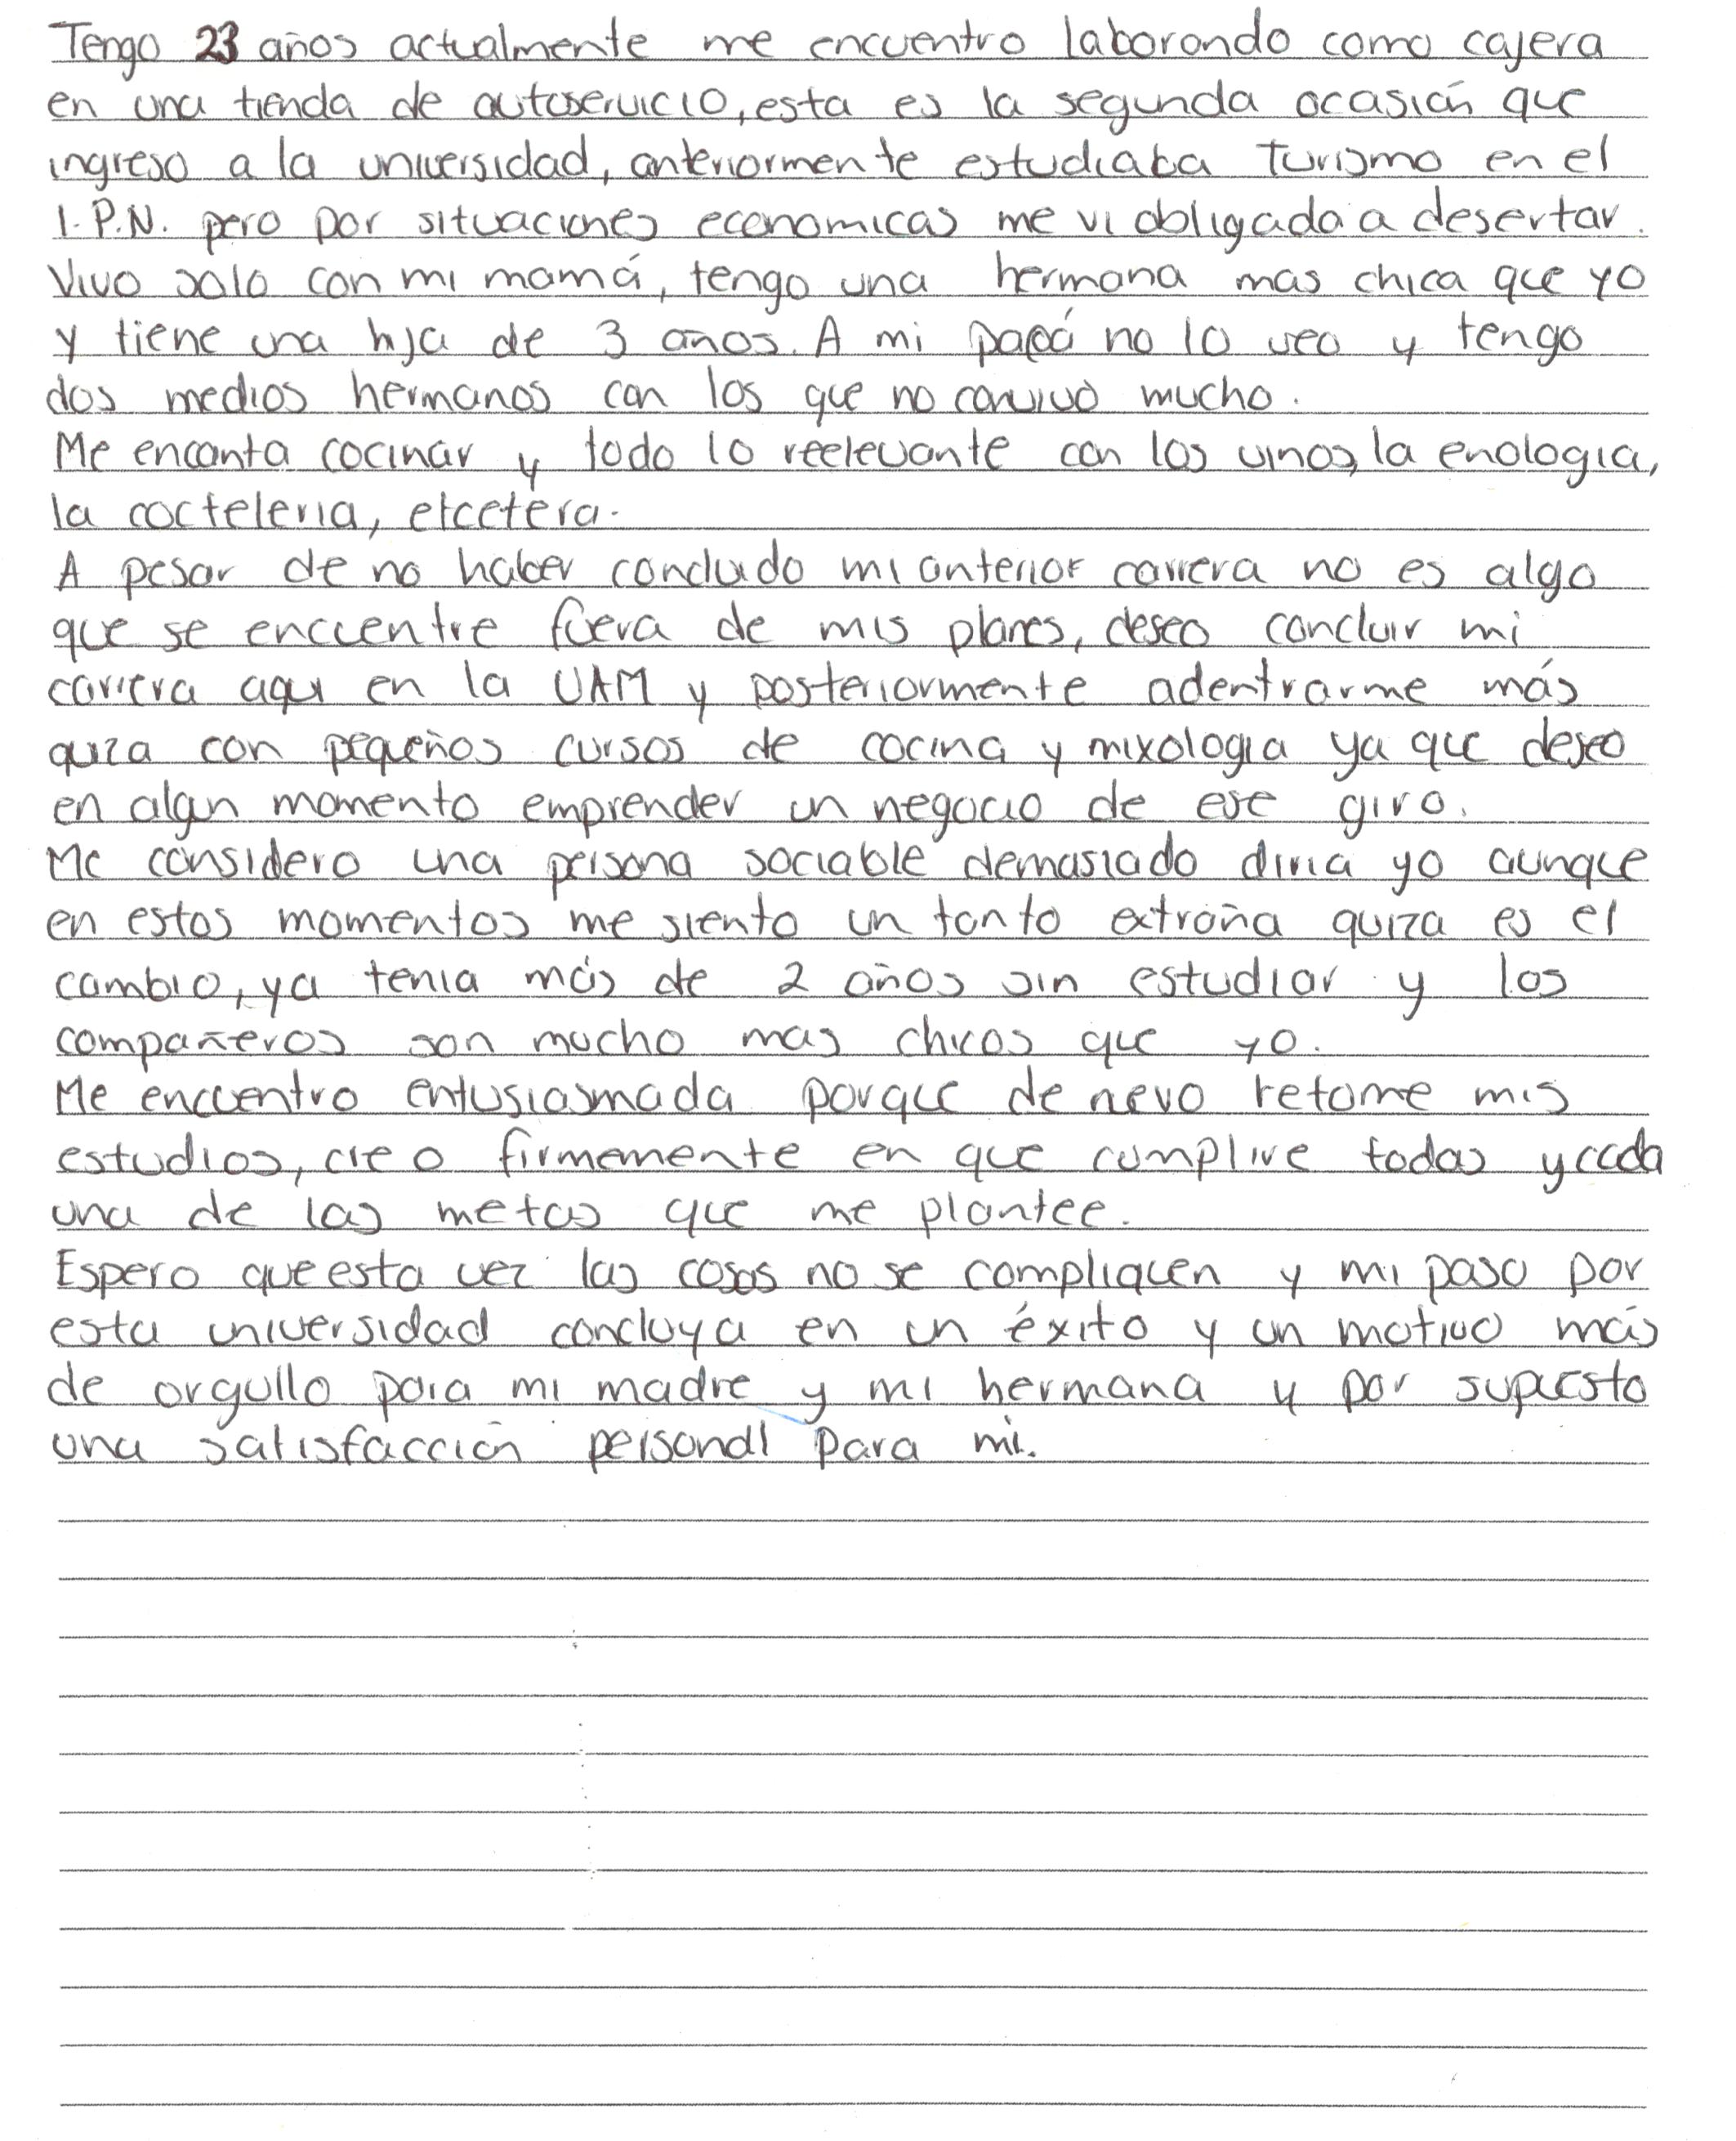 Tengo 23 años actualmente me encuentro laborando como cajera
en una tienda de autoservicio, esta es la segunda ocasión que
ingreso a la universidad, anteriormente estudiaba Turismo en el
I.P.N. pero por situaciones economicas me vi obligada a desertar.
Vivo solo con mi mamá, tengo una hermana mas chica que yo
y tiene una hija de 3 años. A mi papá no lo veo y tengo
dos medios hermanos con los que no convivo mucho.
Me encanta cocinar y todo lo reelevante con los vinos, la enologia,
la cocteleria, etcetera.
A pesar de no haber concluido mi anterior carrera no es algo
que se encuentre fuera de mis planes, deseo concluir mi
carrera aqui en la UAM y posteriormente adentrarme más
quiza con pequeños cursos de cocina y mixologia ya que deseo
en algun momento emprender un negocio de ese giro.
Me considero una persona sociable demasiado diria yo aunque
en estos momentos me siento un tanto extraña quiza es el
cambio, ya tenia más de 2 años sin estudiar y los
compañeros son mucho mas chicos que yo.
Me encuentro entusiasmada porque de nevo retome mis
estudios, creo firmemente en que cumplire todas y cada
una de las metas que me plantee.
Espero que esta vez las cosas no se compliquen y mi paso por
esta universidad concluya en un éxito y un motivo más
de orgullo para mi madre y mi hermana y por supuesto
una satisfacción personal para mi.